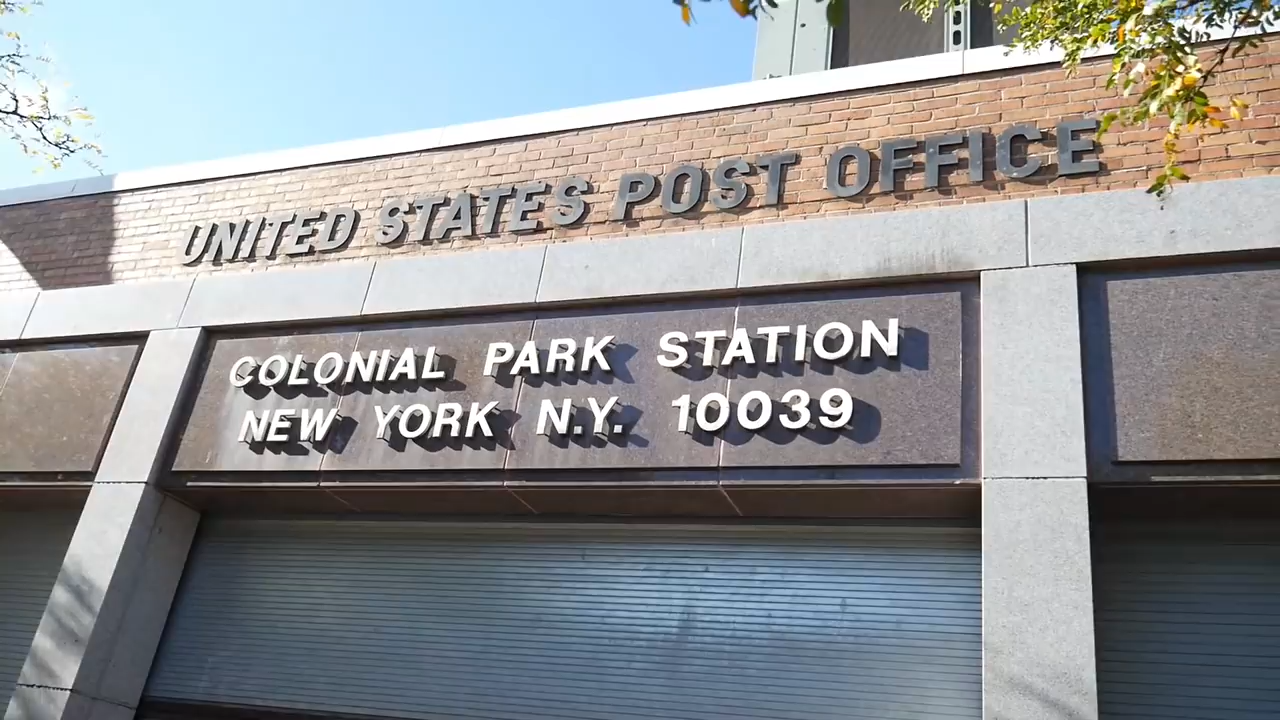 UNITED STATES POST OFFICE
COLONIAL PARK STATION
NEW YORK N.Y. 10039